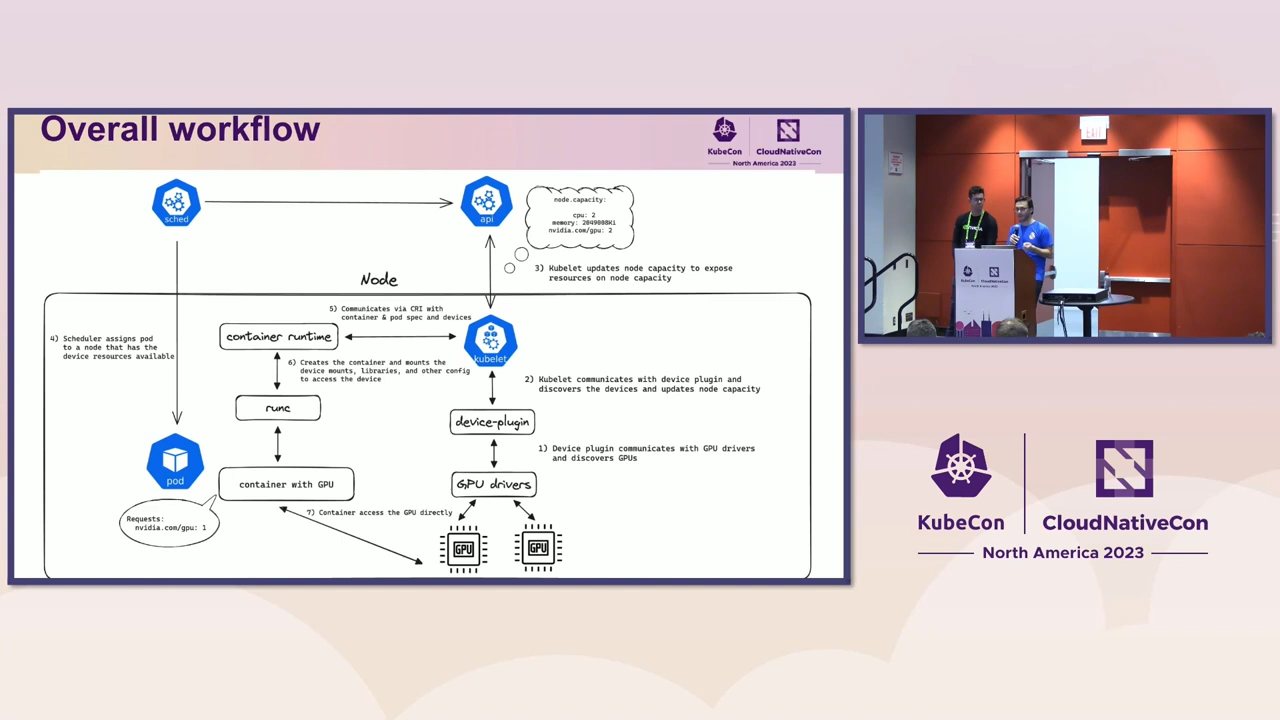 Overall workflow
KubeCon
CloudNativeCon
North America 2023
sched
api
node.capacity:
cpu: 2
memory: 2049008Ki
nvidia.com/gpu: 2
3) Kubelet updates node capacity to expose
resources on node capacity
Node
5) Communicates via CRI with
container & pod spec and devices
4) Scheduler assigns pod
to a node that has the
device resources available
container runtime
kubelet
6) Creates the container and mounts the
device mounts, libraries, and other config
to access the device
2) Kubelet communicates with device plugin and
discovers the devices and updates node capacity
runc
device-plugin
1) Device plugin communicates with GPU drivers
and discovers GPUs
pod
container with GPU
GPU drivers
Requests:
nvidia.com/gpu: 1
7) Container access the GPU directly
GPU
GPU
EXIT
KubeCon
CloudNativeCon
North America 2023